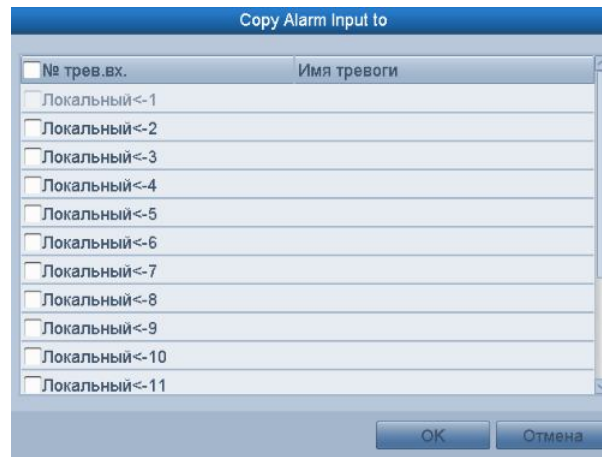 Copy Alarm Input to
№ трев.вх. Имя тревоги
Локальный<-1
Локальный<-2
Локальный<-3
Локальный<-4
Локальный<-5
Локальный<-6
Локальный<-7
Локальный<-8
Локальный<-9
Локальный<-10
Локальный<-11
OK Отмена